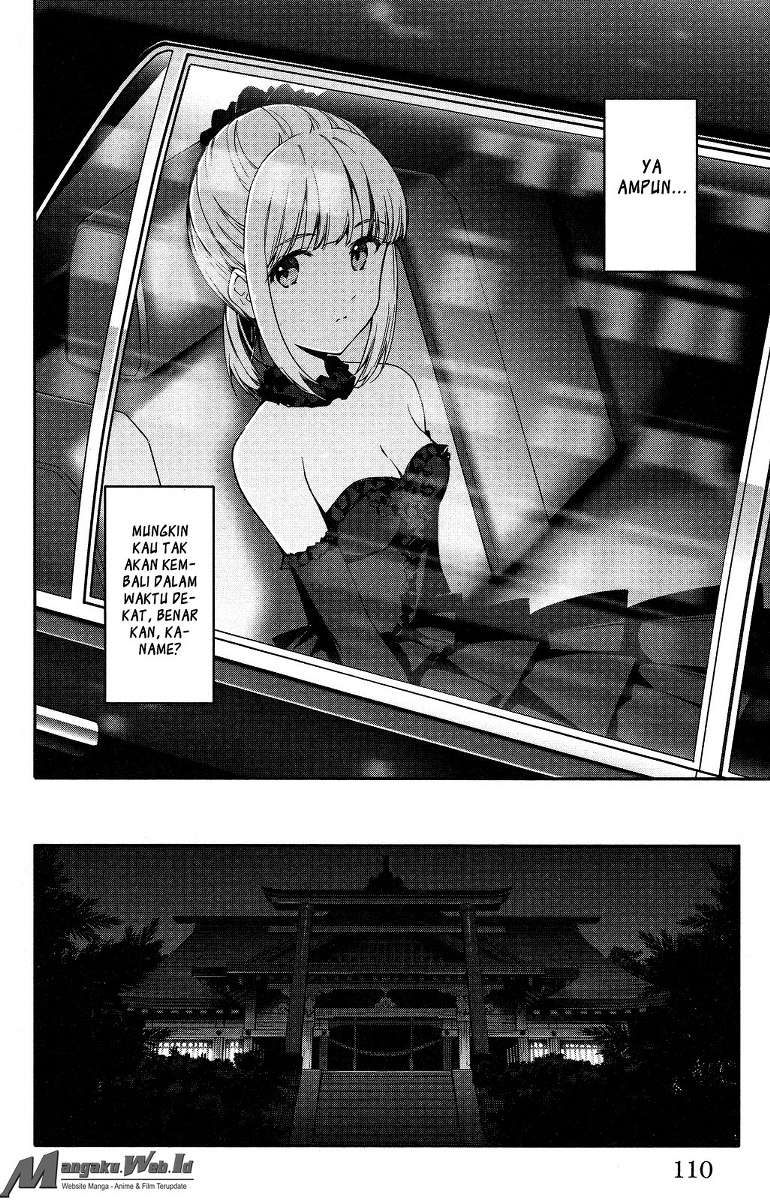 YA
AMPUN...
MUNGKIN
KAU TAK
AKAN KEM-
BALI DALAM
WAKTU DE-
KAT, BENAR
KAN, KA-
NAME?
Mangaku.Web.Id
Website Manga - Anime & Film Terupdate
110